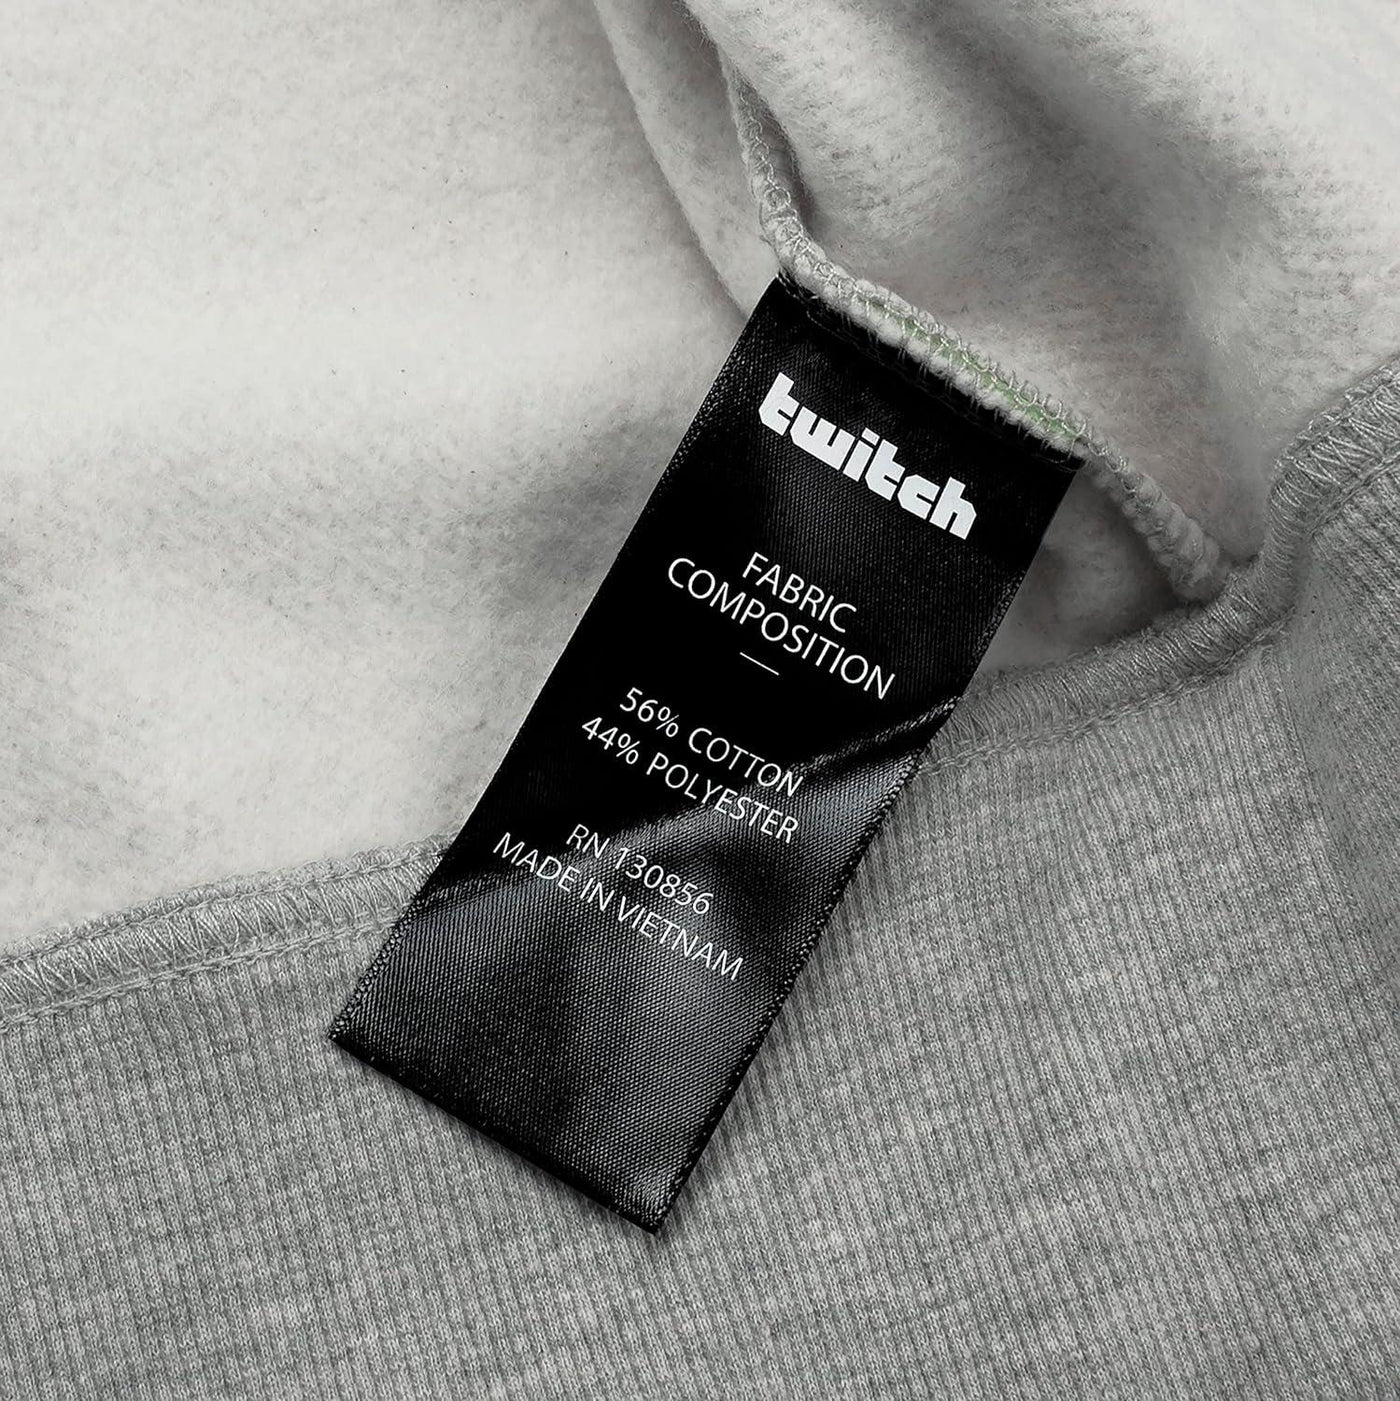 twitch
FABRIC
COMPOSITION
56% COTTON
44% POLYESTER
RN 130856
MADE IN VIETNAM